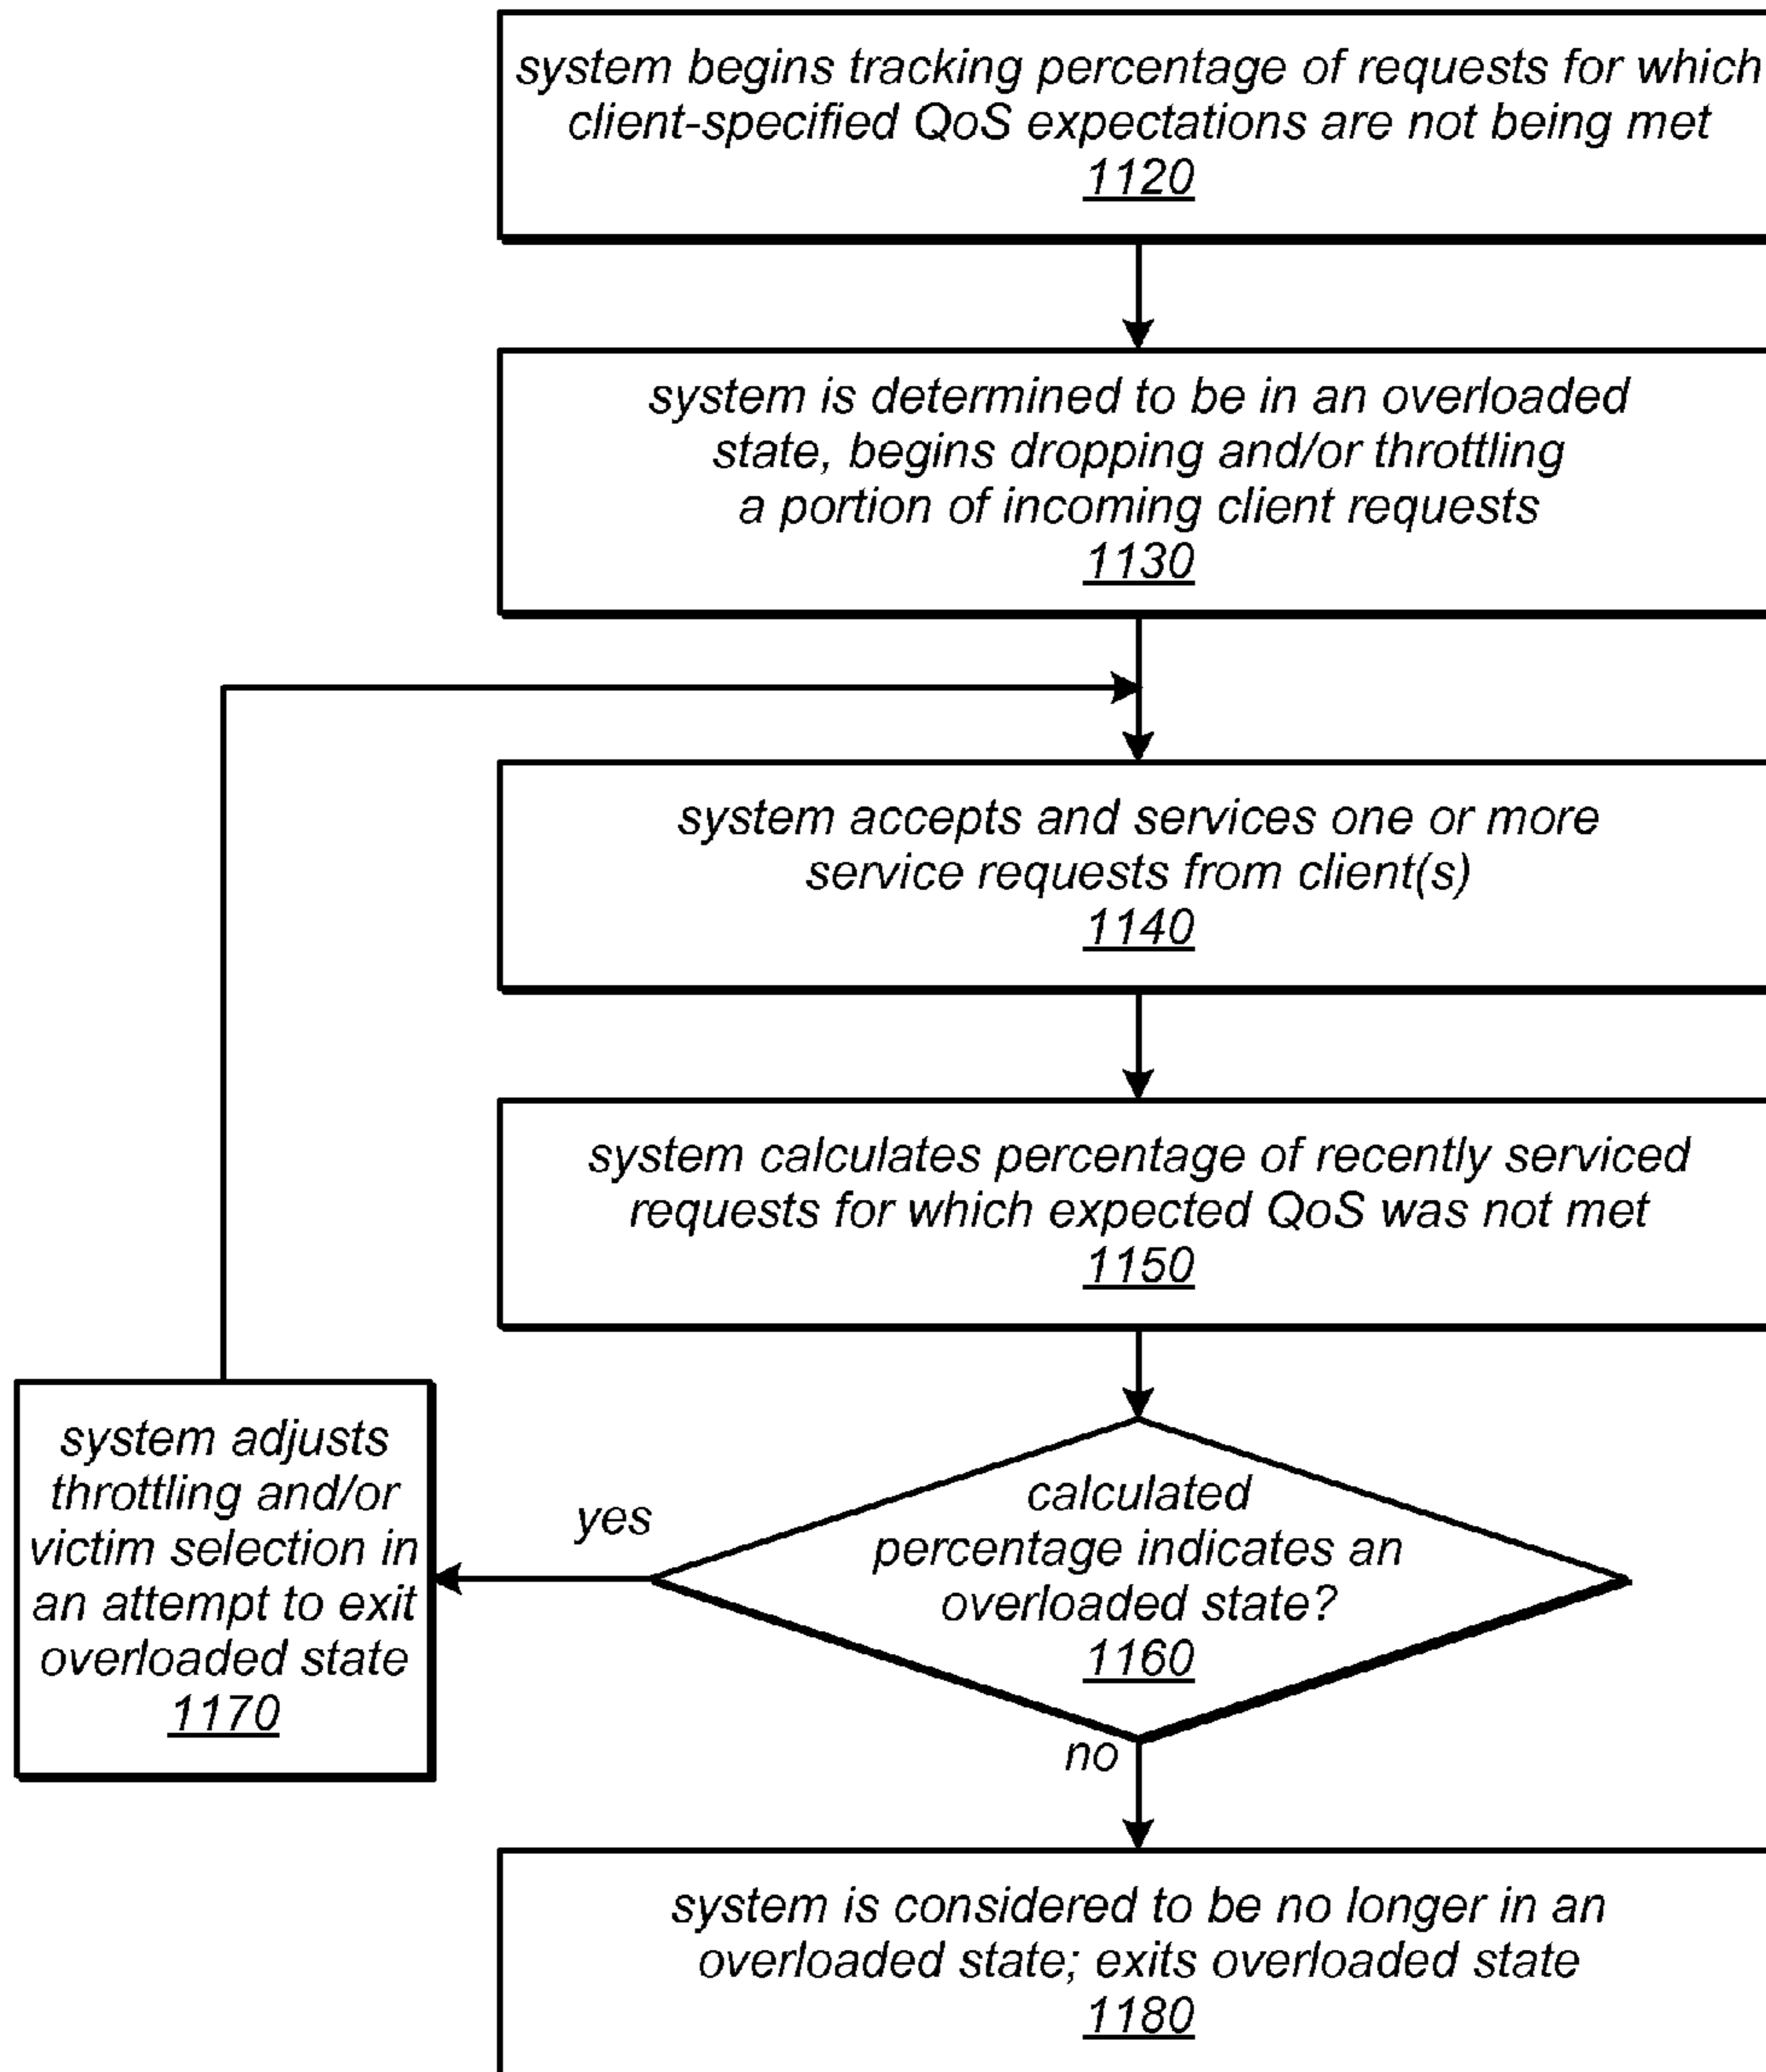 system begins tracking percentage of requests for which
client-specified QoS expectations are not being met
1120
system is determined to be in an overloaded
state, begins dropping and/or throttling
a portion of incoming client requests
1130
system accepts and services one or more
service requests from client(s)
1140
system calculates percentage of recently serviced
requests for which expected QoS was not met
1150
calculated
percentage indicates an
overloaded state?
1160
yes
system adjusts
throttling and/or
victim selection in
an attempt to exit
overloaded state
1170
no
system is considered to be no longer in an
overloaded state; exits overloaded state
1180